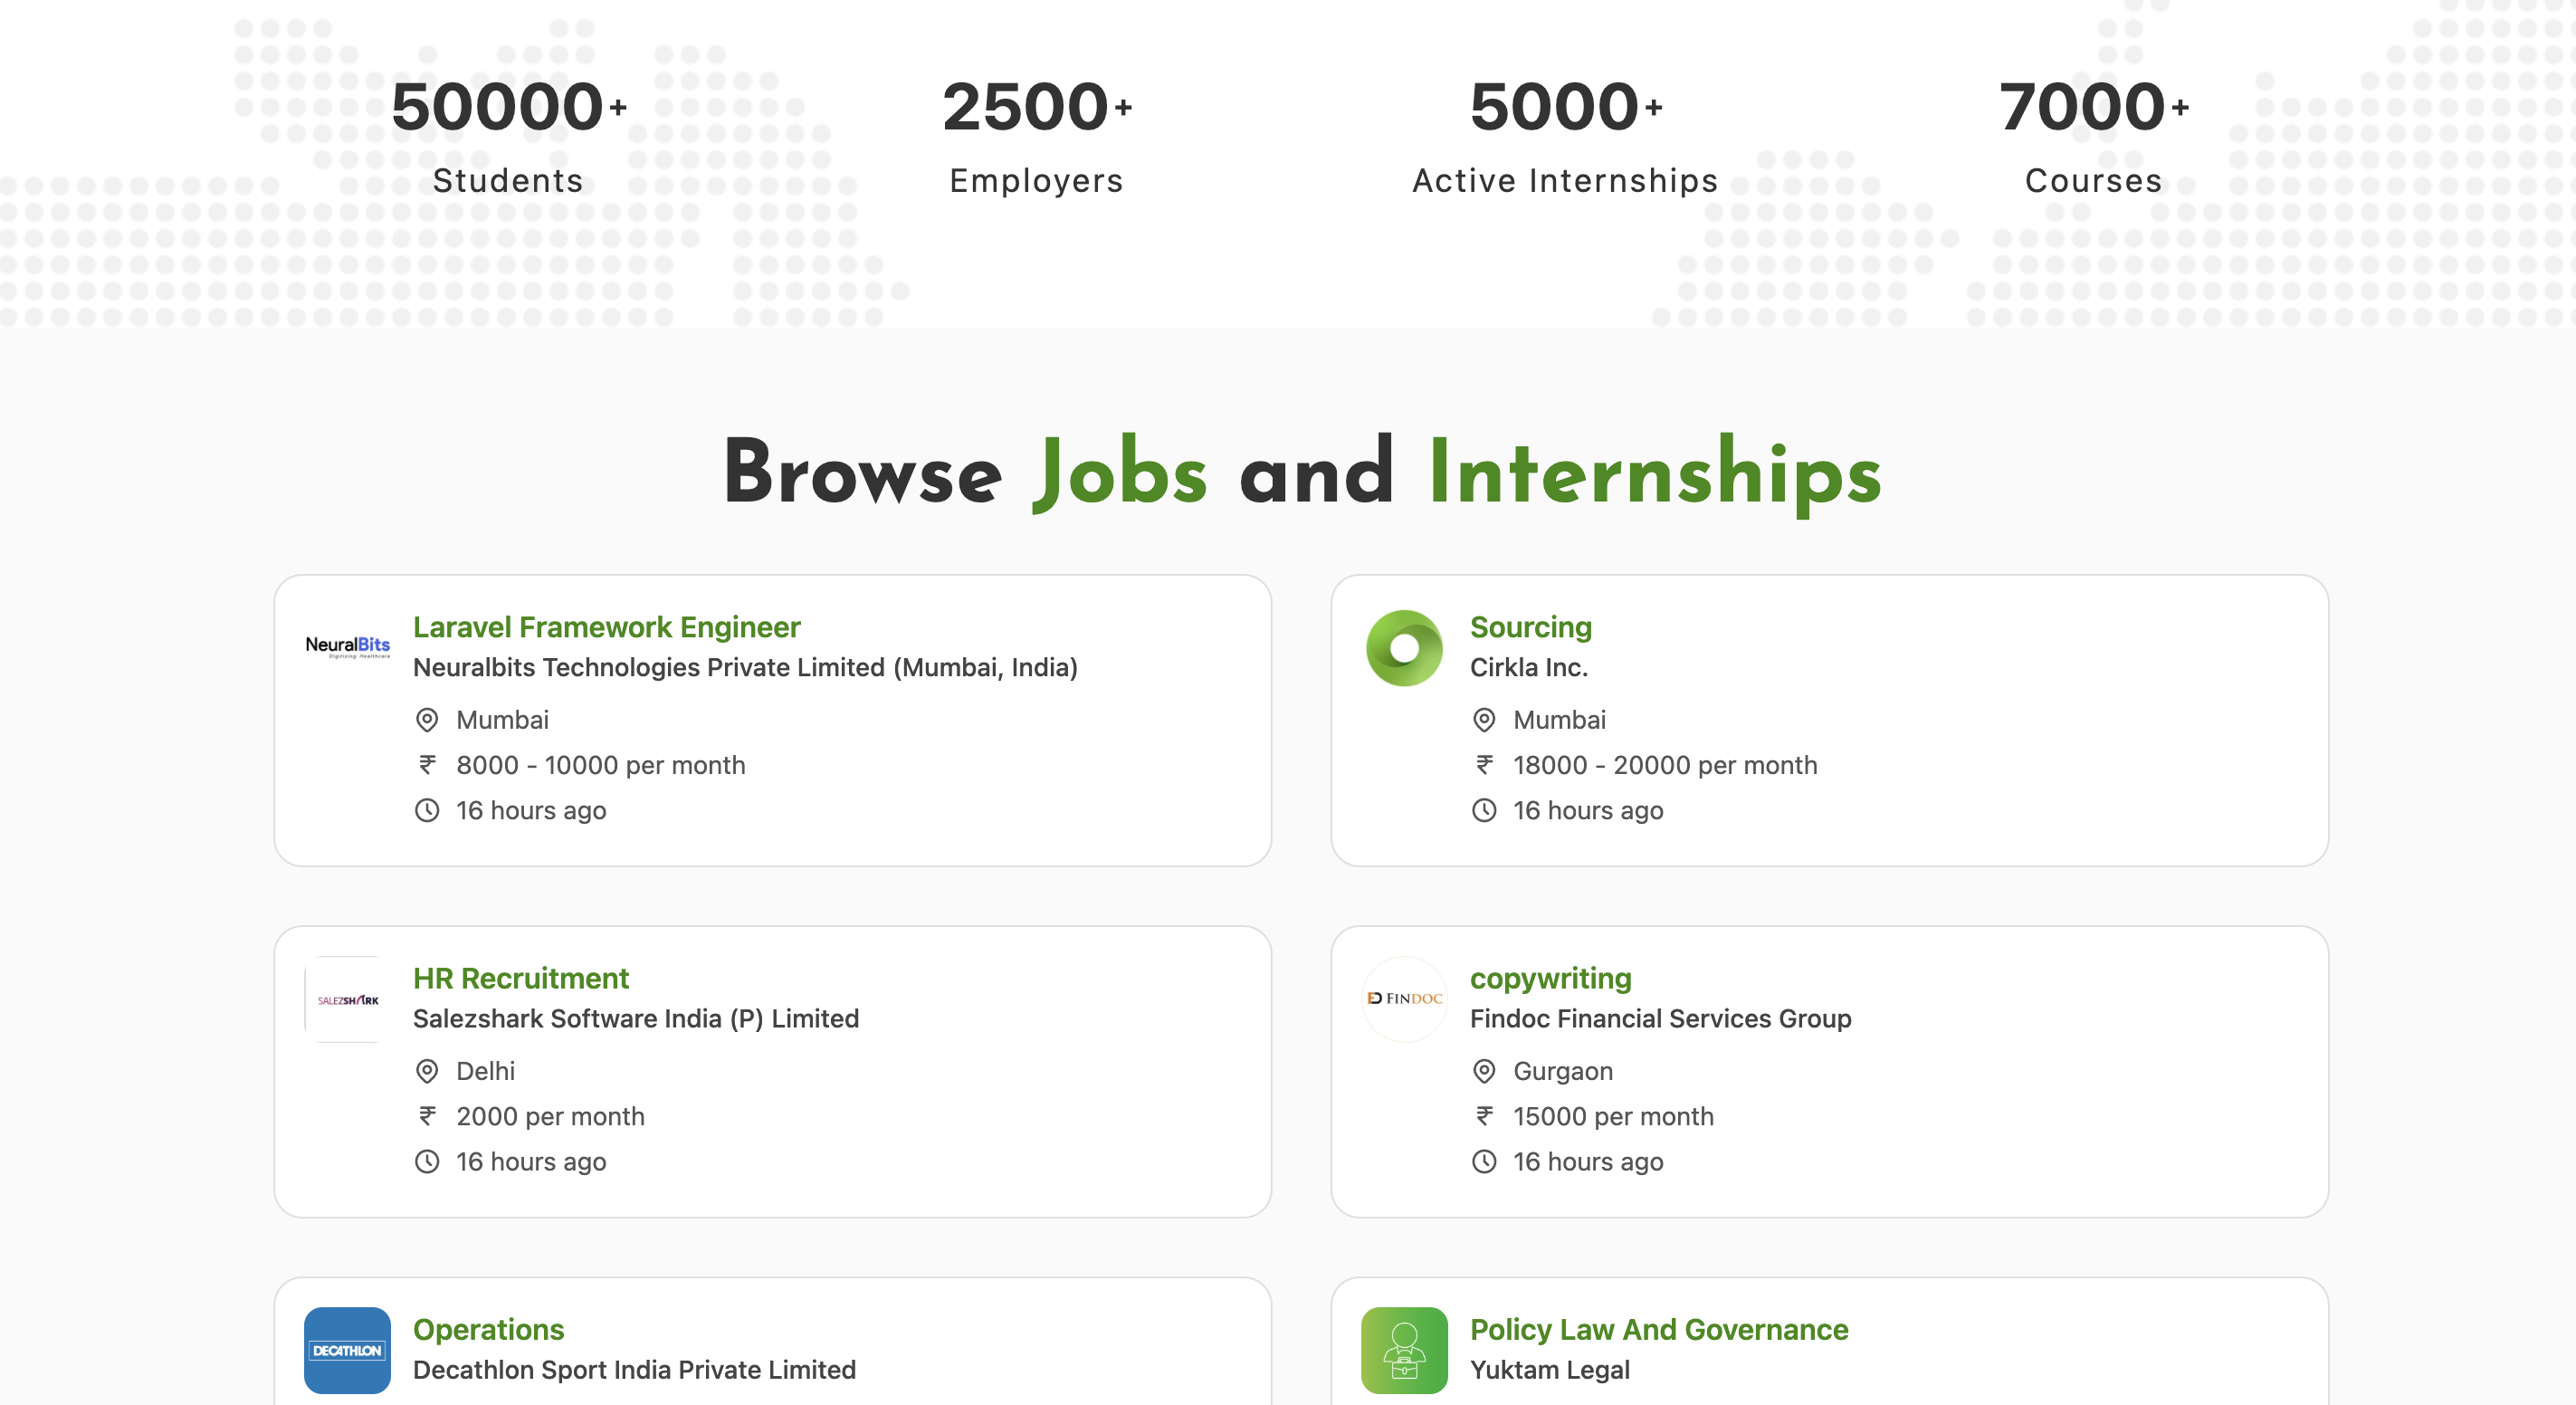 50000+
Students
2500+
Employers
5000+
Active Internships
7000+
Courses
Browse Jobs and Internships
NeuralBits
Digitising Healthcare
Laravel Framework Engineer
Neuralbits Technologies Private Limited (Mumbai, India)
Mumbai
₹ 8000 - 10000 per month
16 hours ago
Sourcing
Cirkla Inc.
Mumbai
₹ 18000 - 20000 per month
16 hours ago
SALEZSHARK
HR Recruitment
Salezshark Software India (P) Limited
Delhi
₹ 2000 per month
16 hours ago
FINDOC
copywriting
Findoc Financial Services Group
Gurgaon
₹ 15000 per month
16 hours ago
DECATHLON
Operations
Decathlon Sport India Private Limited
Policy Law And Governance
Yuktam Legal